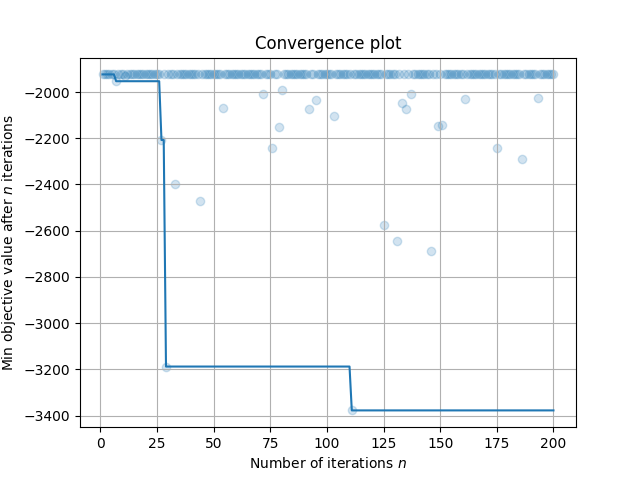 Convergence plot
Min objective value after n iterations
−2000
−2200
−2400
−2600
−2800
−3000
−3200
−3400
0 25 50 75 100 125 150 175 200
Number of iterations n